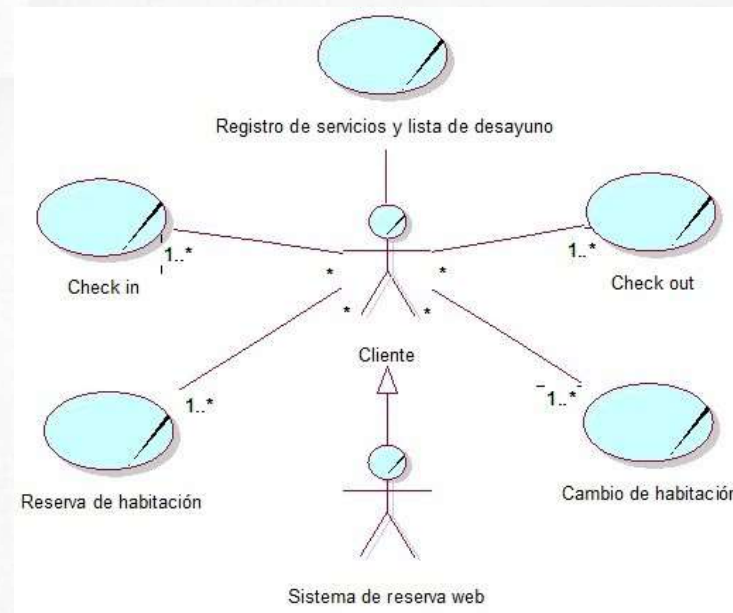 Registro de servicios y lista de desayuno
1..*
1..*
Check in
*
*
Check out
*
*
Cliente
1..*
1..*
Reserva de habitación
Cambio de habitación
Sistema de reserva web